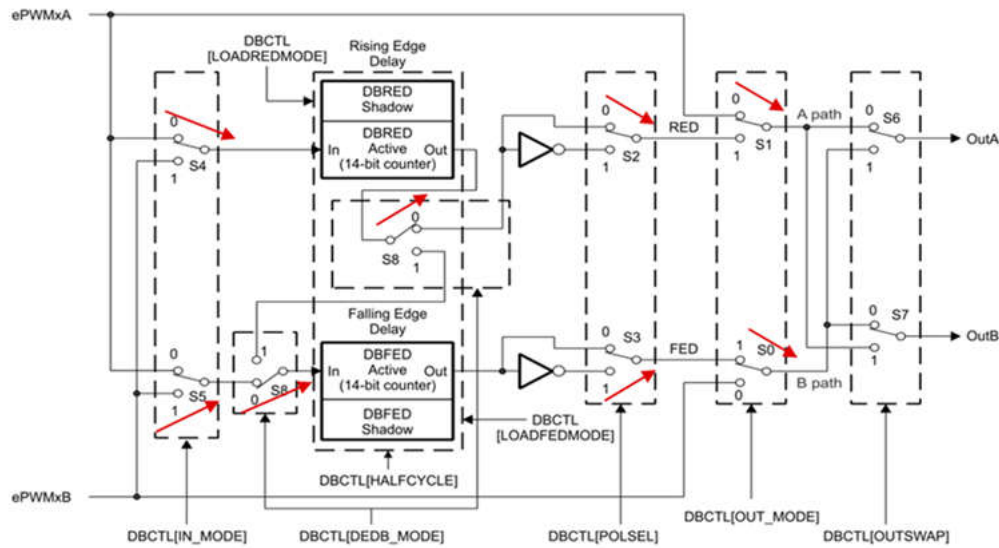 ePWMxA
DBCTL
[LOADREDMODE]
Rising Edge
Delay
DBRED
Shadow
DBRED
In Active Out
(14-bit counter)
0
S4
1
0
S8
1
0
S2
1
RED
0
S1
1
A path
0
S6
1
OutA
Falling Edge
Delay
DBFED
In Active Out
(14-bit counter)
DBFED
Shadow
0
S5
1
1
S8
0
0
S3
1
FED
1
S0
0
B path
0
S7
1
OutB
DBCTL
[LOADFEDMODE]
DBCTL[HALFCYCLE]
ePWMxB
DBCTL[IN_MODE]
DBCTL[DEDB_MODE]
DBCTL[POLSEL]
DBCTL[OUT_MODE]
DBCTL[OUTSWAP]